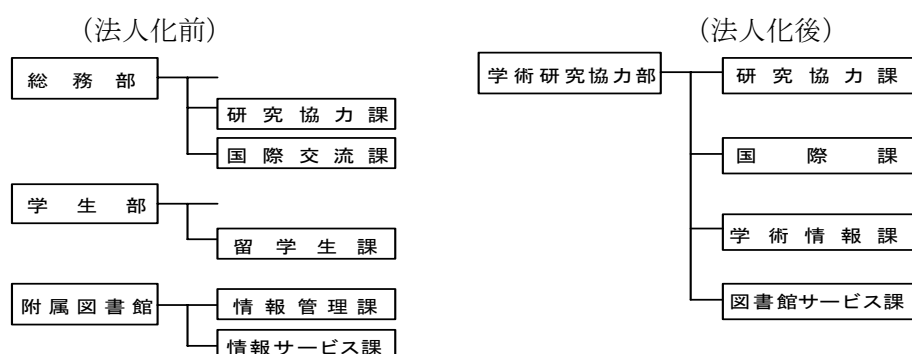 (法人化前)
総務部
研究協力課
国際交流課
学生部
留学生課
附属図書館
情報管理課
情報サービス課
(法人化後)
学術研究協力部
研究協力課
国際課
学術情報課
図書館サービス課